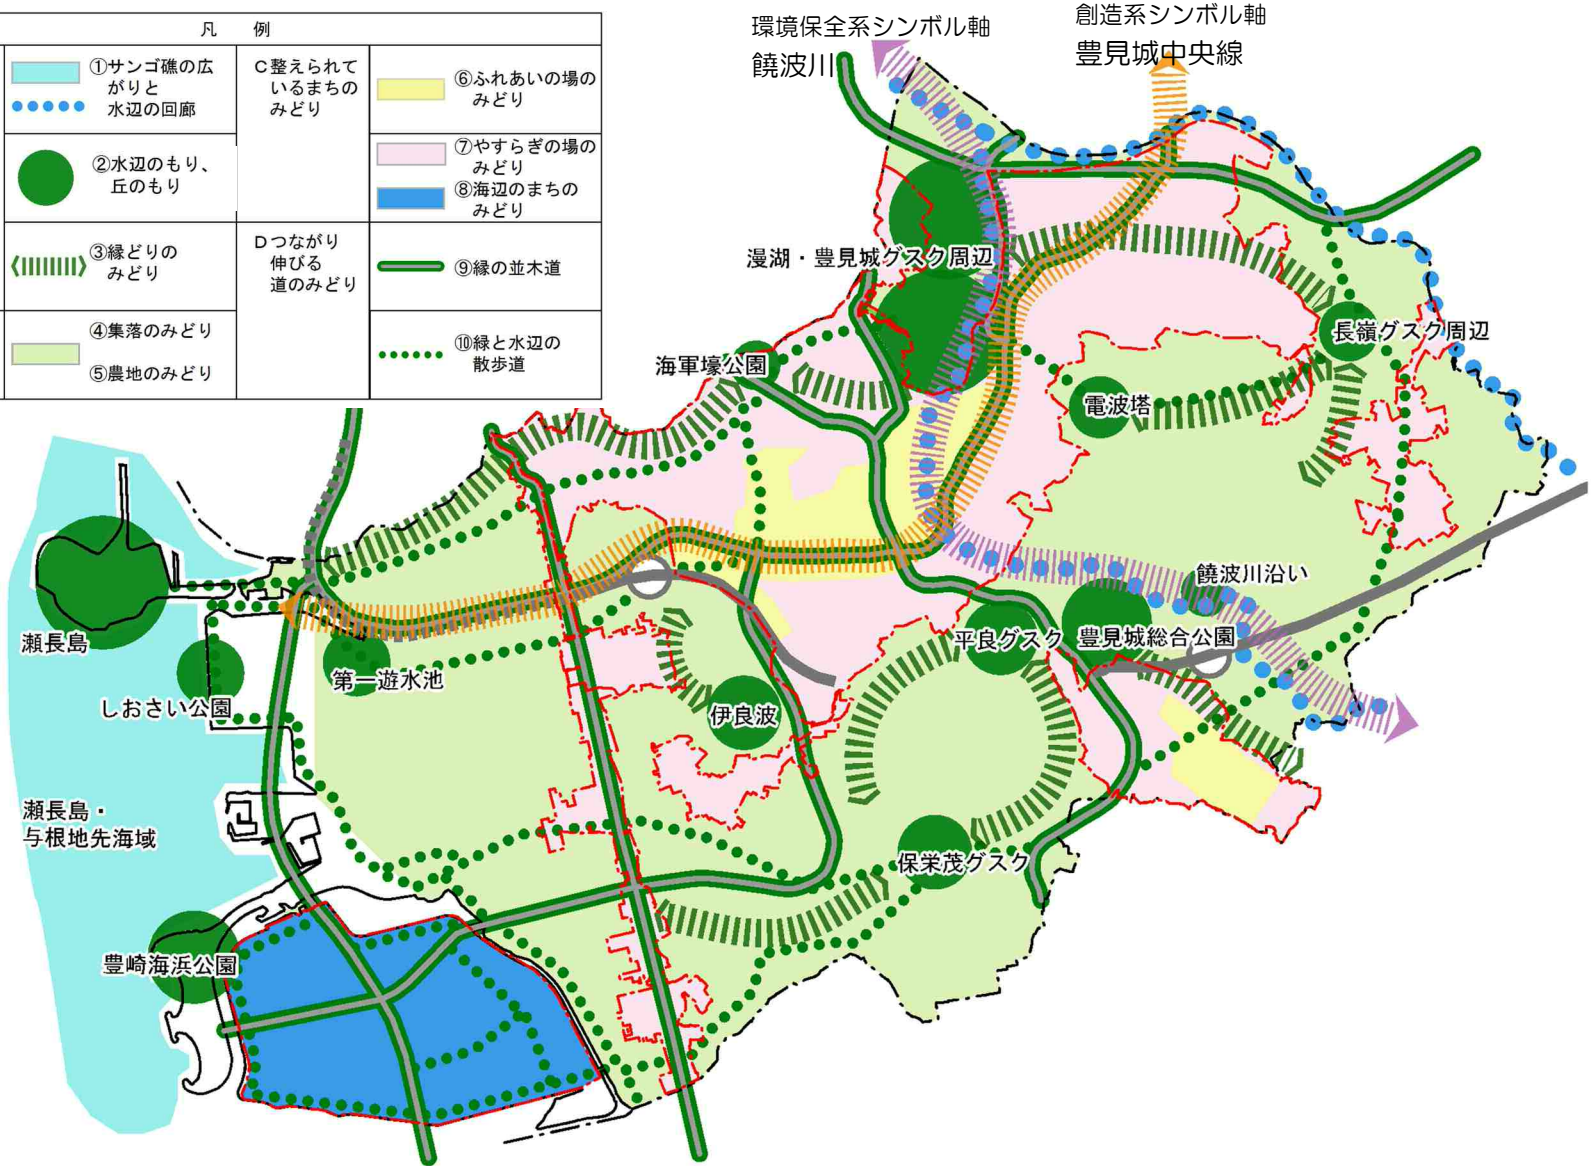 凡　例
①サンゴ礁の広
がりと
水辺の回廊
②水辺のもり、
丘のもり
③縁どりの
みどり
④集落のみどり
⑤農地のみどり
C整えられて
いるまちの
みどり
Dつながり
伸びる
道のみどり
⑥ふれあいの場の
みどり
⑦やすらぎの場の
みどり
⑧海辺のまちの
みどり
⑨緑の並木道
⑩緑と水辺の
散歩道
環境保全系シンボル軸
饒波川
創造系シンボル軸
豊見城中央線
漫湖・豊見城グスク周辺
長嶺グスク周辺
海軍壕公園
電波塔
饒波川沿い
瀬長島
平良グスク
豊見城総合公園
第一遊水池
しおさい公園
伊良波
瀬長島・
与根地先海域
保栄茂グスク
豊崎海浜公園